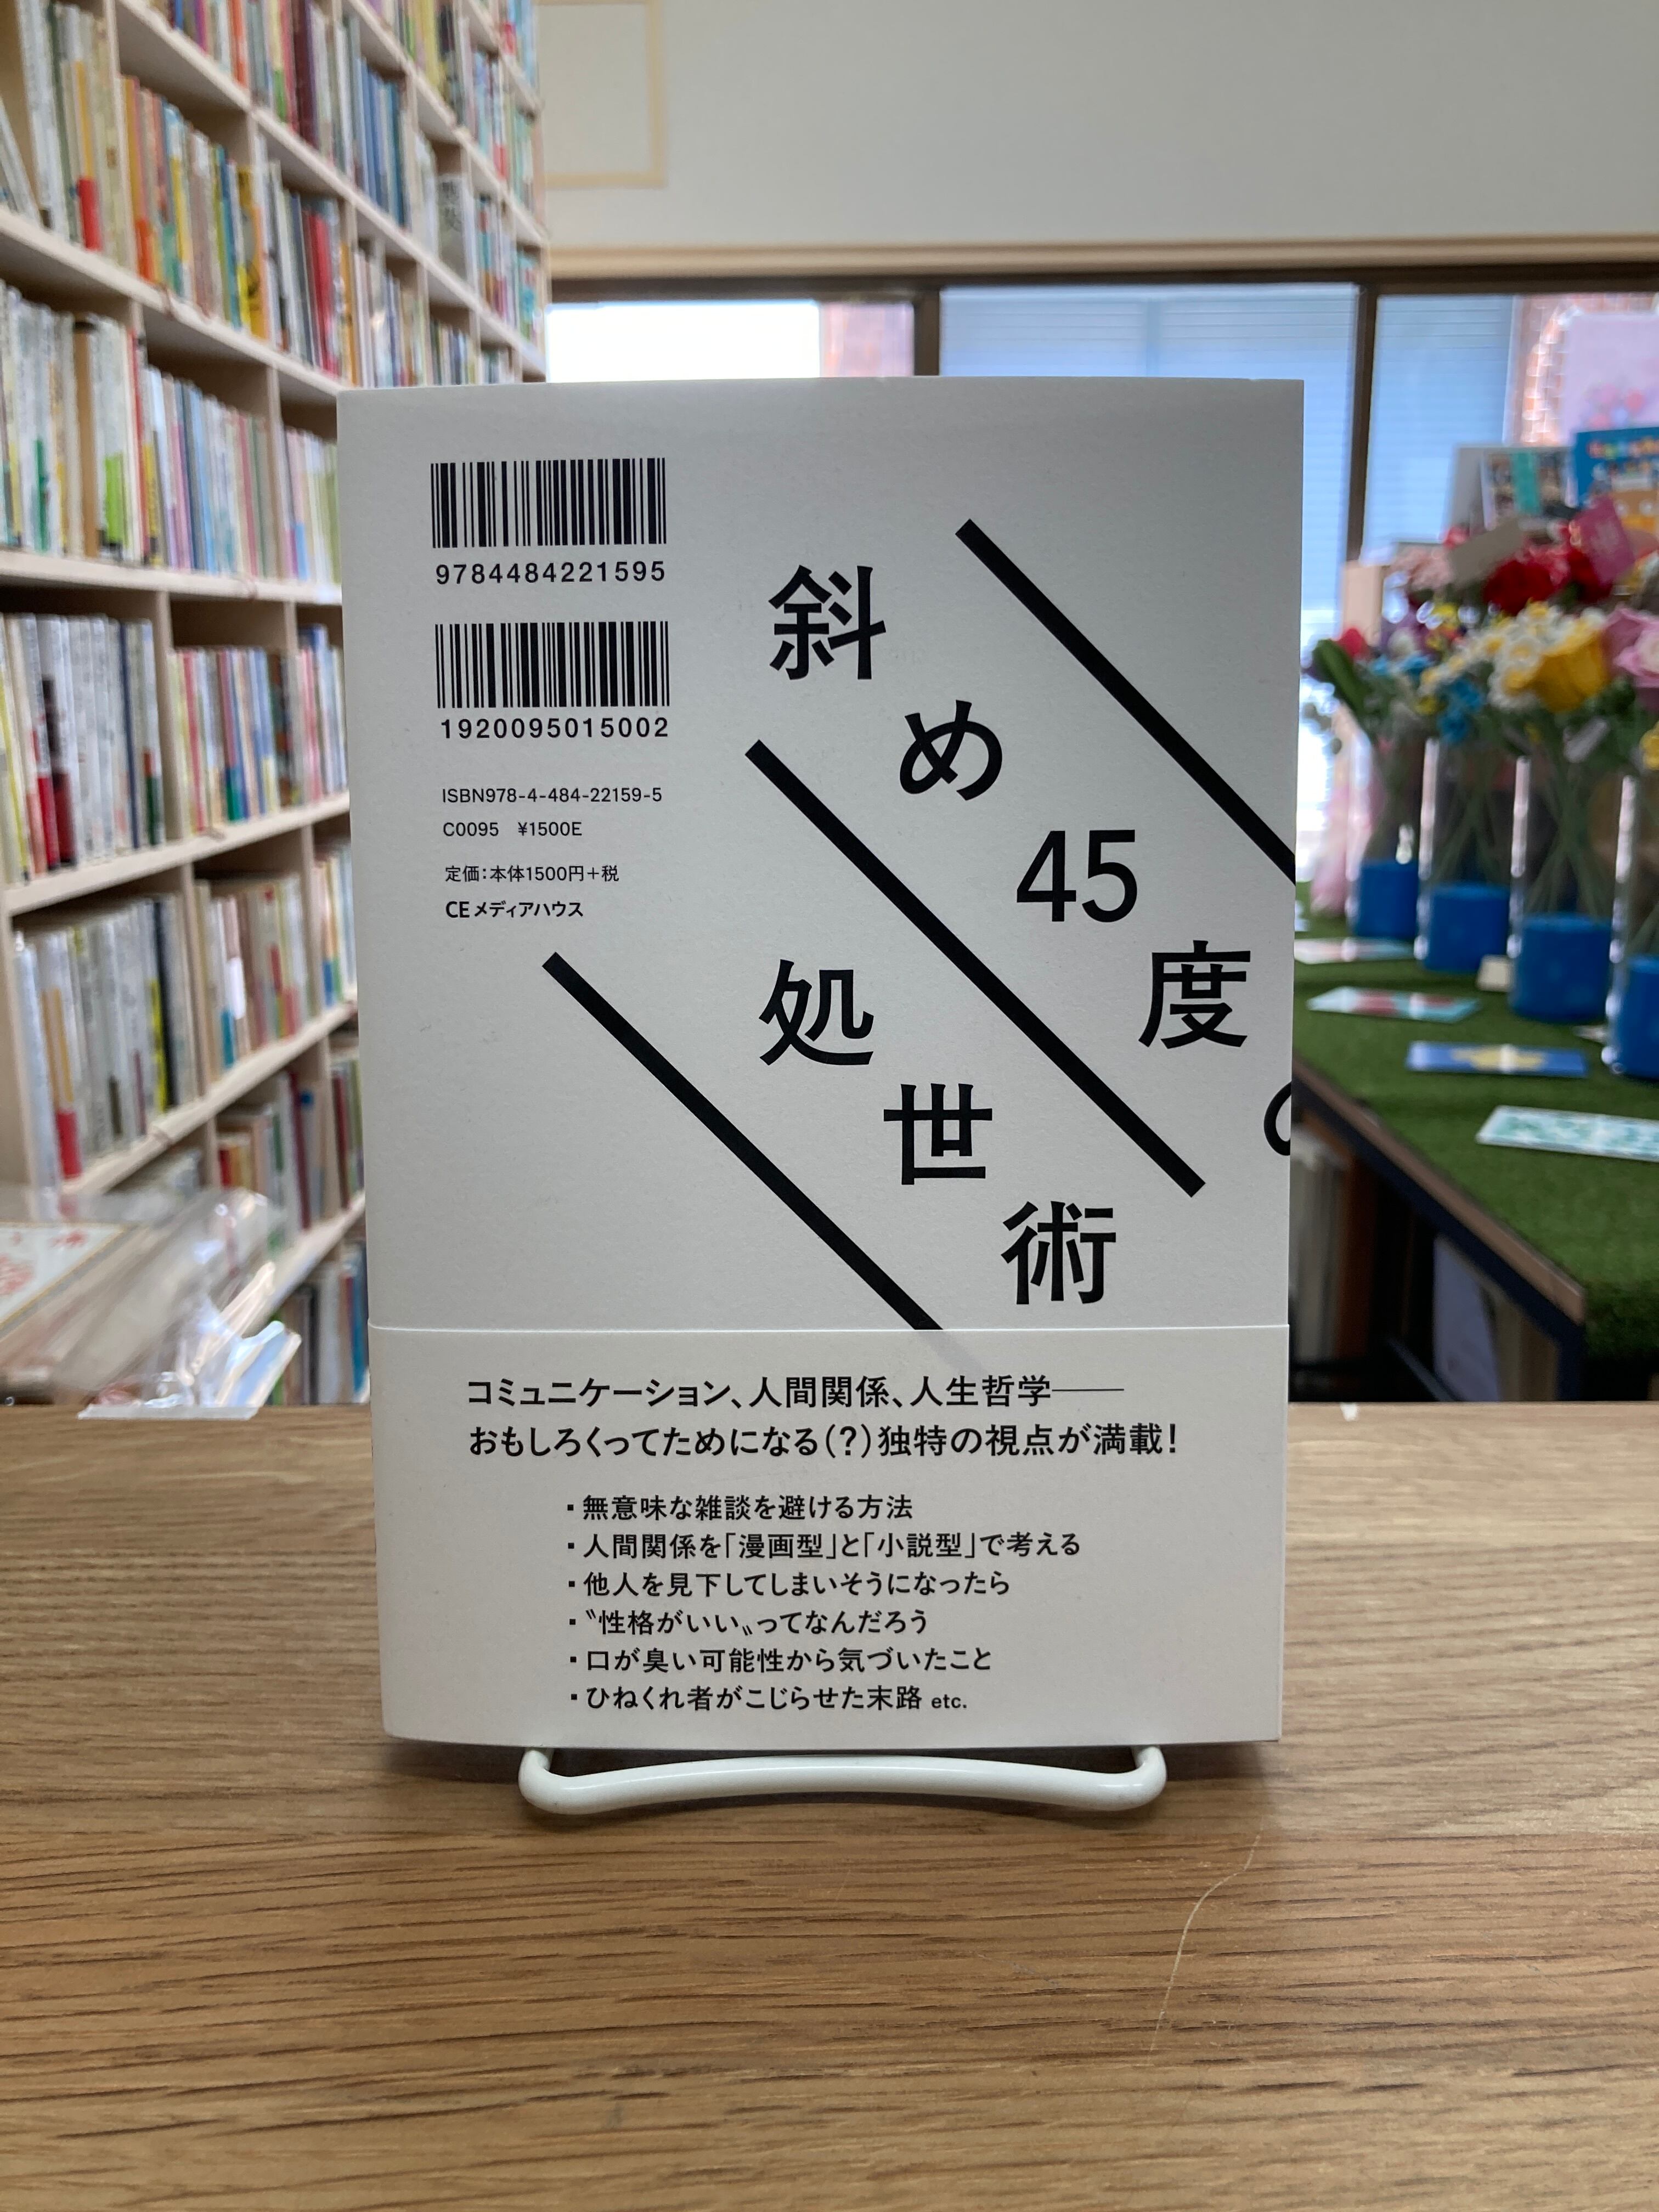 9784484221595
1920095015002
ISBN978-4-484-22159-5
C0095 ¥1500E
定価：本体1500円＋税
CEメディアハウス
斜め45度の
処世術
コミュニケーション、人間関係、人生哲学――
おもしろくってためになる(?)独特の視点が満載！
▪無意味な雑談を避ける方法
▪人間関係を「漫画型」と「小説型」で考える
▪他人を見下してしまいそうになったら
▪〝性格がいい〟ってなんだろう
▪口が臭い可能性から気づいたこと
▪ひねくれ者がこじらせた末路 etc.